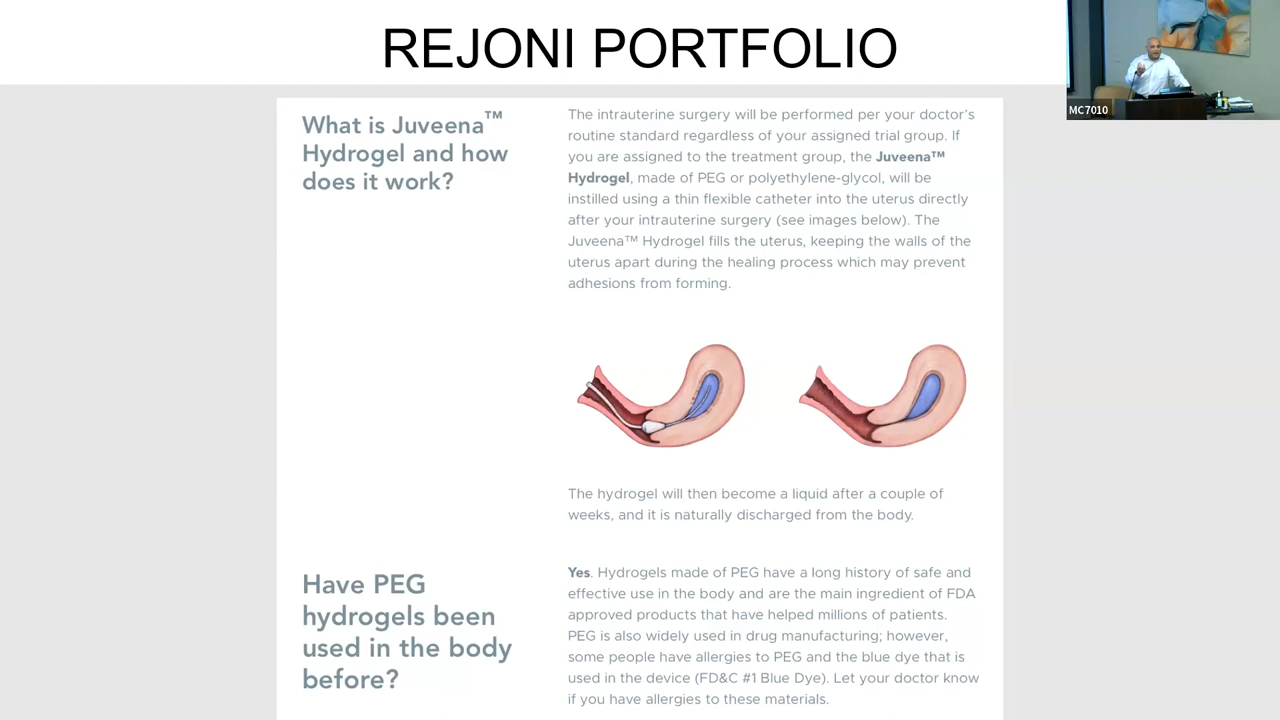 REJONI PORTFOLIO
MC7010
What is Juveena™
Hydrogel and how
does it work?
The intrauterine surgery will be performed per your doctor's
routine standard regardless of your assigned trial group. If
you are assigned to the treatment group, the Juveena™
Hydrogel, made of PEG or polyethylene-glycol, will be
instilled using a thin flexible catheter into the uterus directly
after your intrauterine surgery (see images below). The
Juveena™ Hydrogel fills the uterus, keeping the walls of the
uterus apart during the healing process which may prevent
adhesions from forming.
The hydrogel will then become a liquid after a couple of
weeks, and it is naturally discharged from the body.
Have PEG
hydrogels been
used in the body
before?
Yes. Hydrogels made of PEG have a long history of safe and
effective use in the body and are the main ingredient of FDA
approved products that have helped millions of patients.
PEG is also widely used in drug manufacturing; however,
some people have allergies to PEG and the blue dye that is
used in the device (FD&C #1 Blue Dye). Let your doctor know
if you have allergies to these materials.